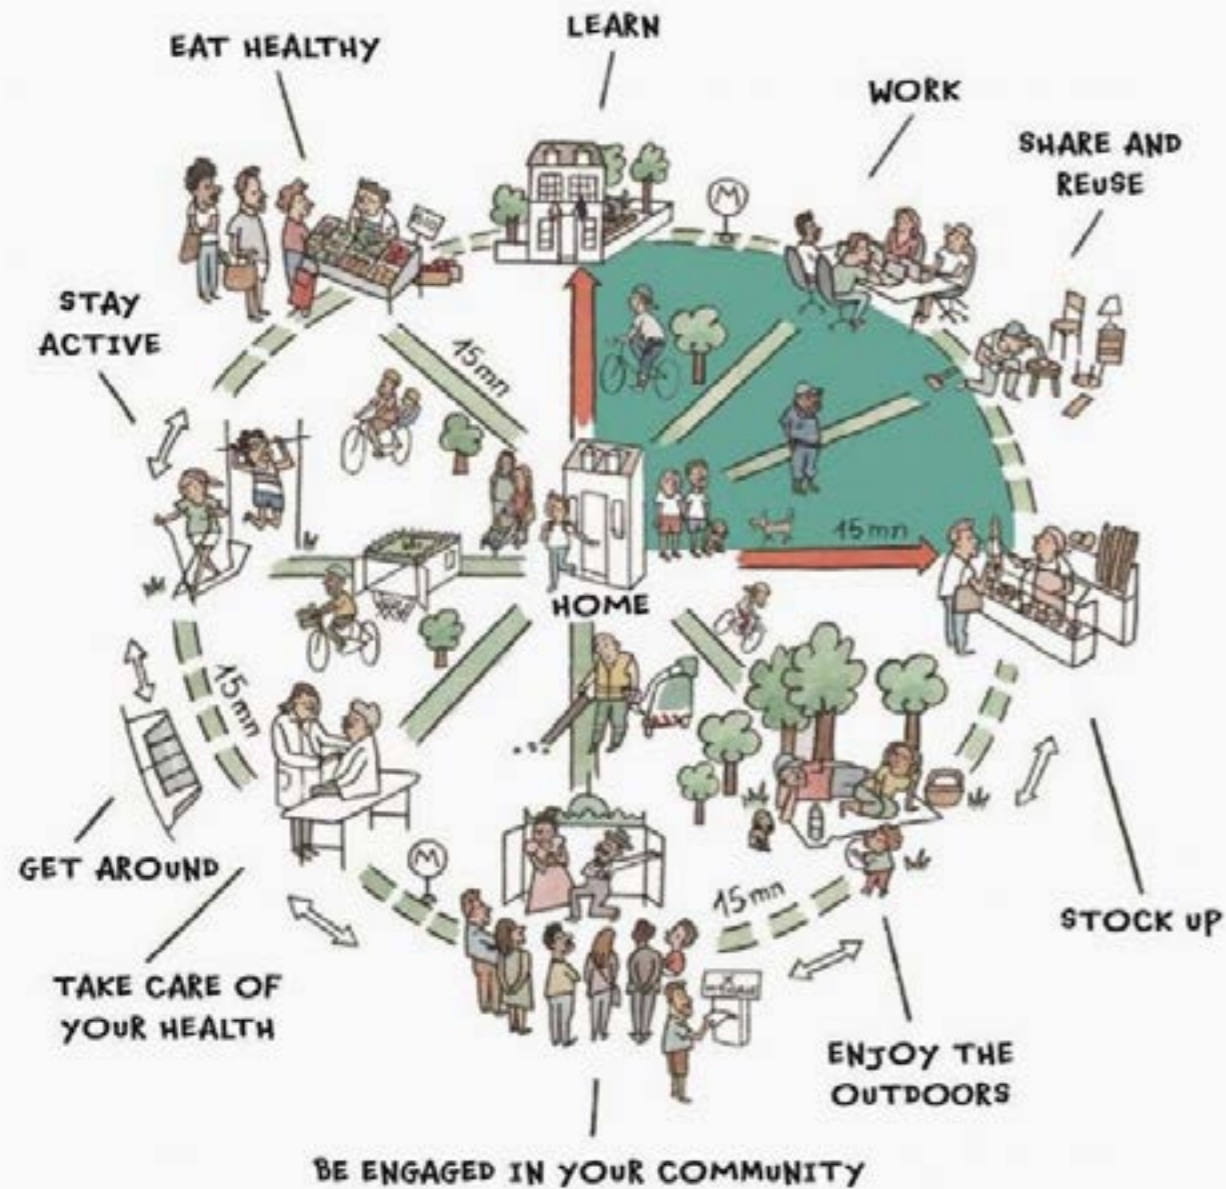 LEARN
EAT HEALTHY
WORK
SHARE AND
REUSE
M
STAY
ACTIVE
15mn
15mn
HOME
15mn
GET AROUND
M
15mn
STOCK UP
TAKE CARE OF
YOUR HEALTH
ENJOY THE
OUTDOORS
BE ENGAGED IN YOUR COMMUNITY